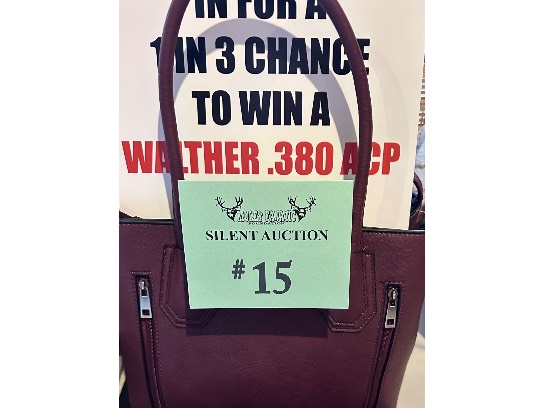 IN FOR A
1 IN 3 CHANCE
TO WIN A
WALTHER .380 ACP
SILENT AUCTION
# 15